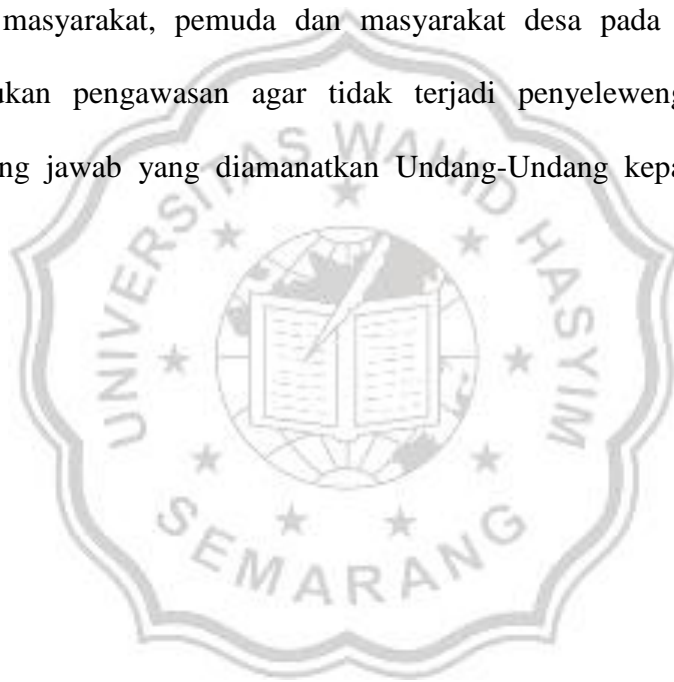 masyarakat, pemuda dan masyarakat desa pada
ukan pengawasan agar tidak terjadi penyeleweng
ng jawab yang diamanatkan Undang-Undang kepa
UNIVERSITAS WAHID HASYIM
SEMARANG